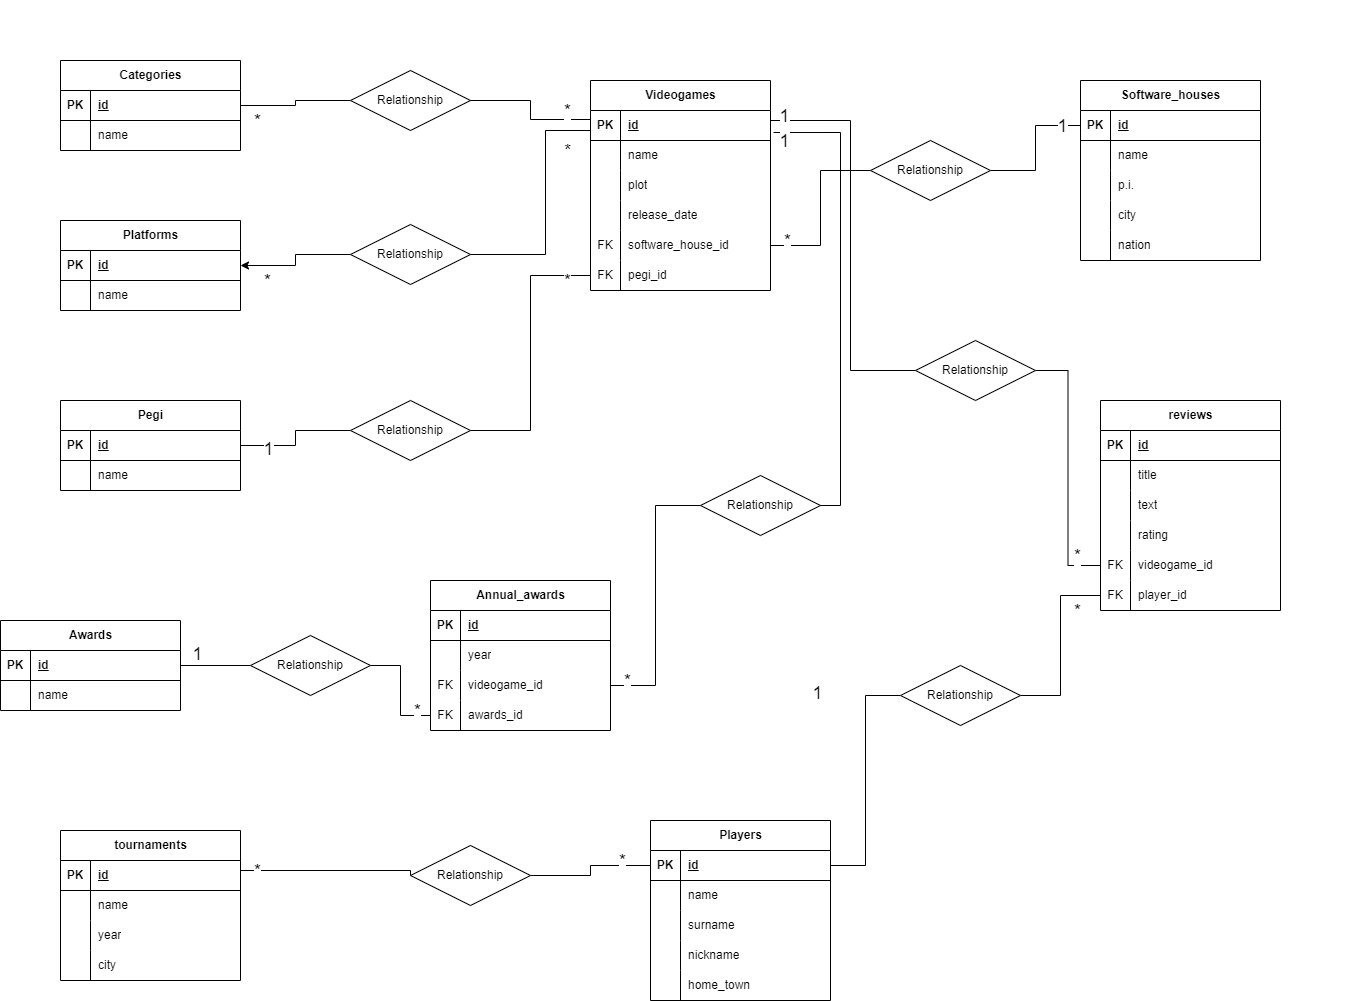 Categories
PK id
name
Relationship
*
*
Platforms
PK id
name
Relationship
*
*
Pegi
PK id
name
Relationship
1
*
Videogames
PK id
name
plot
release_date
FK software_house_id
FK pegi_id
1
1
*
Relationship
1
Software_houses
PK id
name
p.i.
city
nation
Relationship
*
reviews
PK id
title
text
rating
FK videogame_id
FK player_id
*
Relationship
*
Annual_awards
PK id
year
FK videogame_id
FK awards_id
Awards
PK id
name
1
Relationship
*
1
Relationship
tournaments
PK id
name
year
city
*
Relationship
*
Players
PK id
name
surname
nickname
home_town